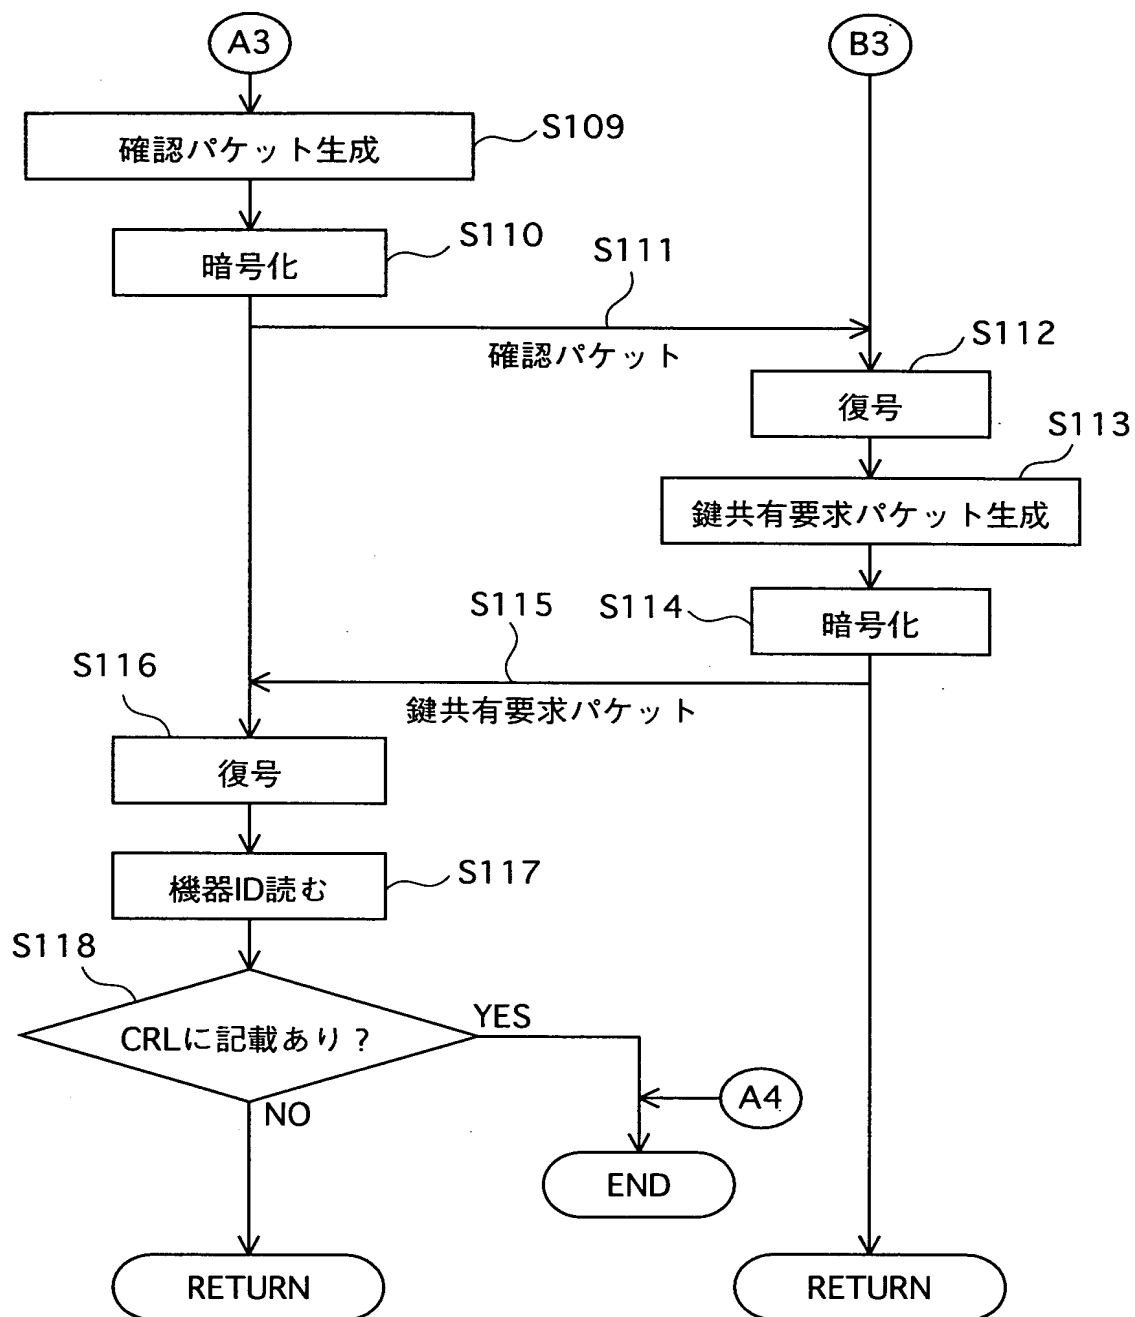 A3
B3
確認パケット生成
S109
暗号化
S110
S111
確認パケット
S112
復号
S113
鍵共有要求パケット生成
S114
暗号化
S115
鍵共有要求パケット
S116
復号
機器ID読む
S117
S118
CRLに記載あり?
YES
NO
A4
END
RETURN
RETURN